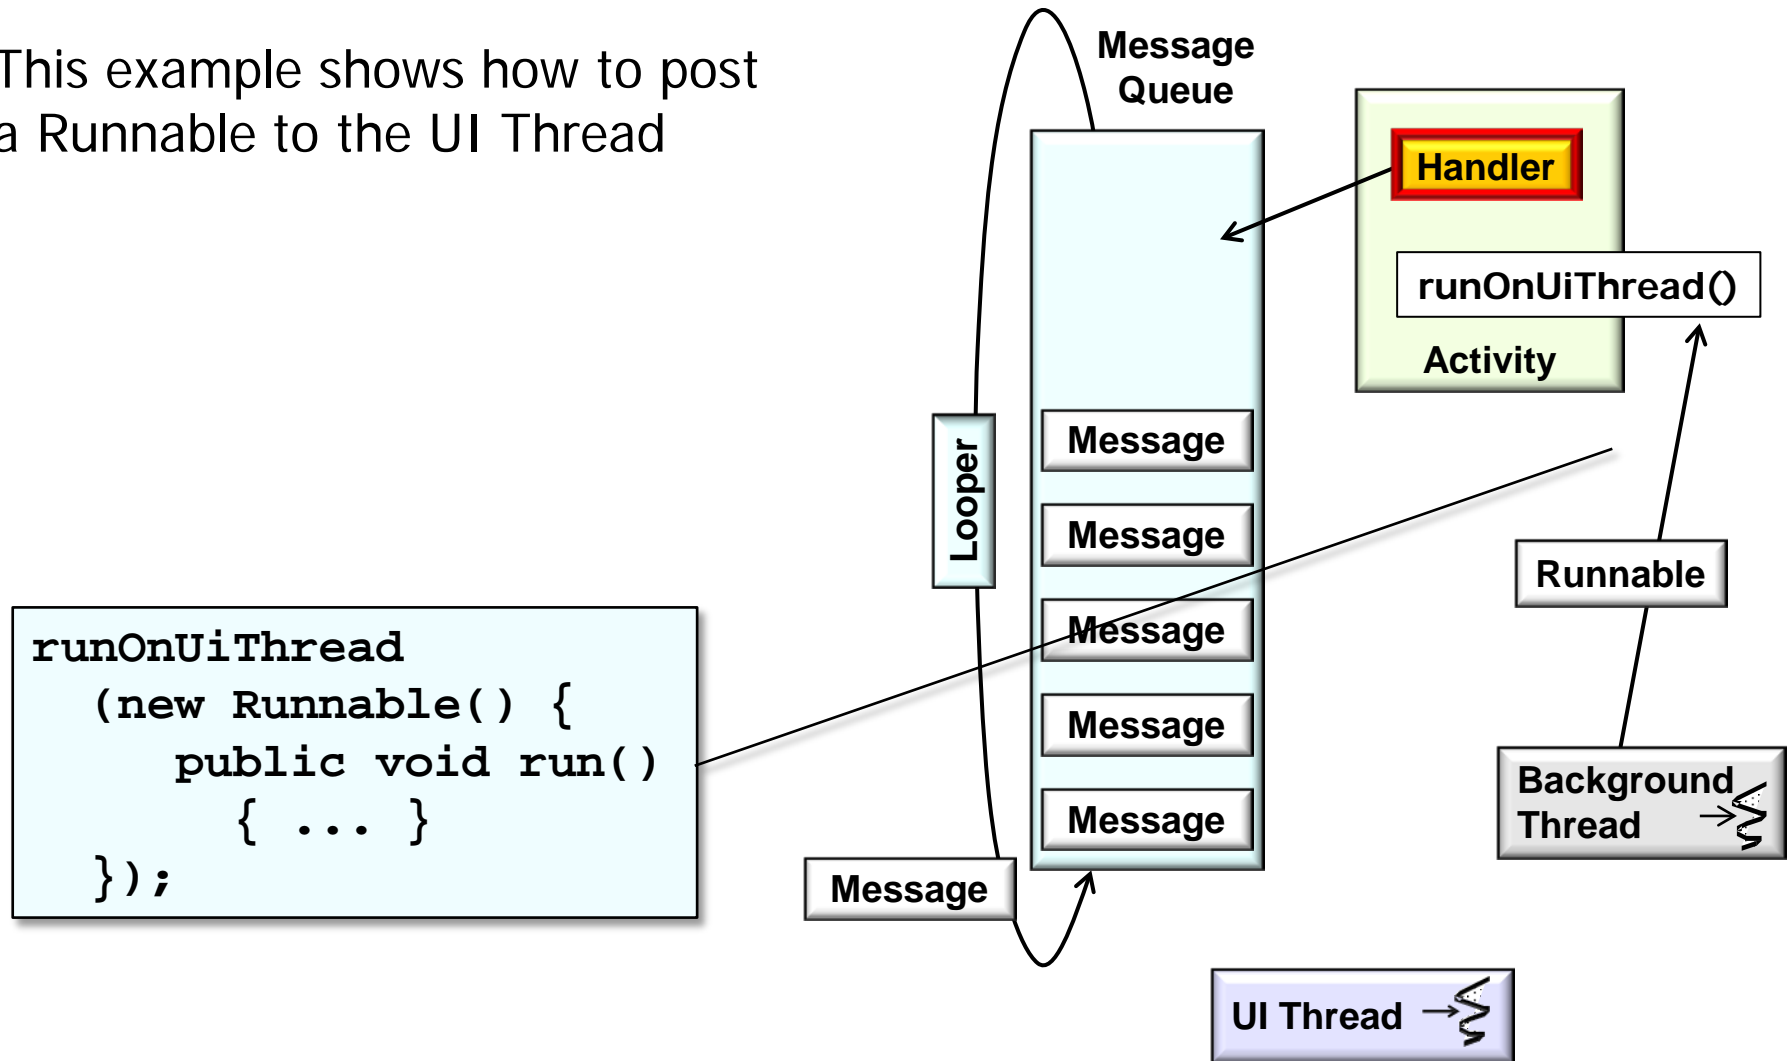 This example shows how to post
a Runnable to the UI Thread
Message
Queue
Handler
runOnUiThread()
Activity
Looper
Message
Message
Message
Message
Message
Message
Runnable
Background
Thread
UI Thread
runOnUiThread
(new Runnable() {
public void run()
{ ... }
});